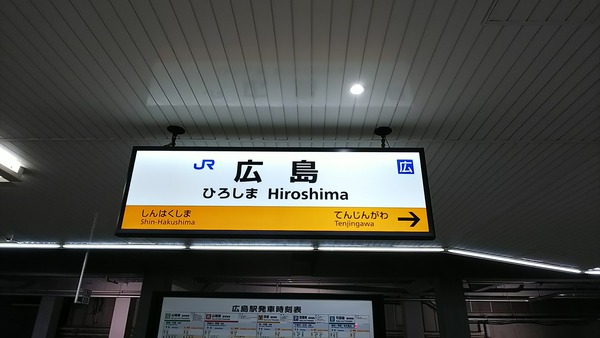 JR 広島 広
ひろしま Hiroshima
しんはくしま てんじんがわ
Shin-Hakushima Tenjingawa
広島駅発車時刻表